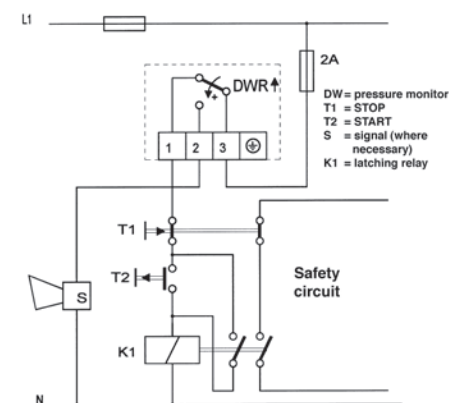 L1
2A
DWR
+
DW = pressure monitor
T1 = STOP
T2 = START
S = signal (where
necessary)
K1 = latching relay
1 2 3
T1
T2
Safety
circuit
S
K1
N